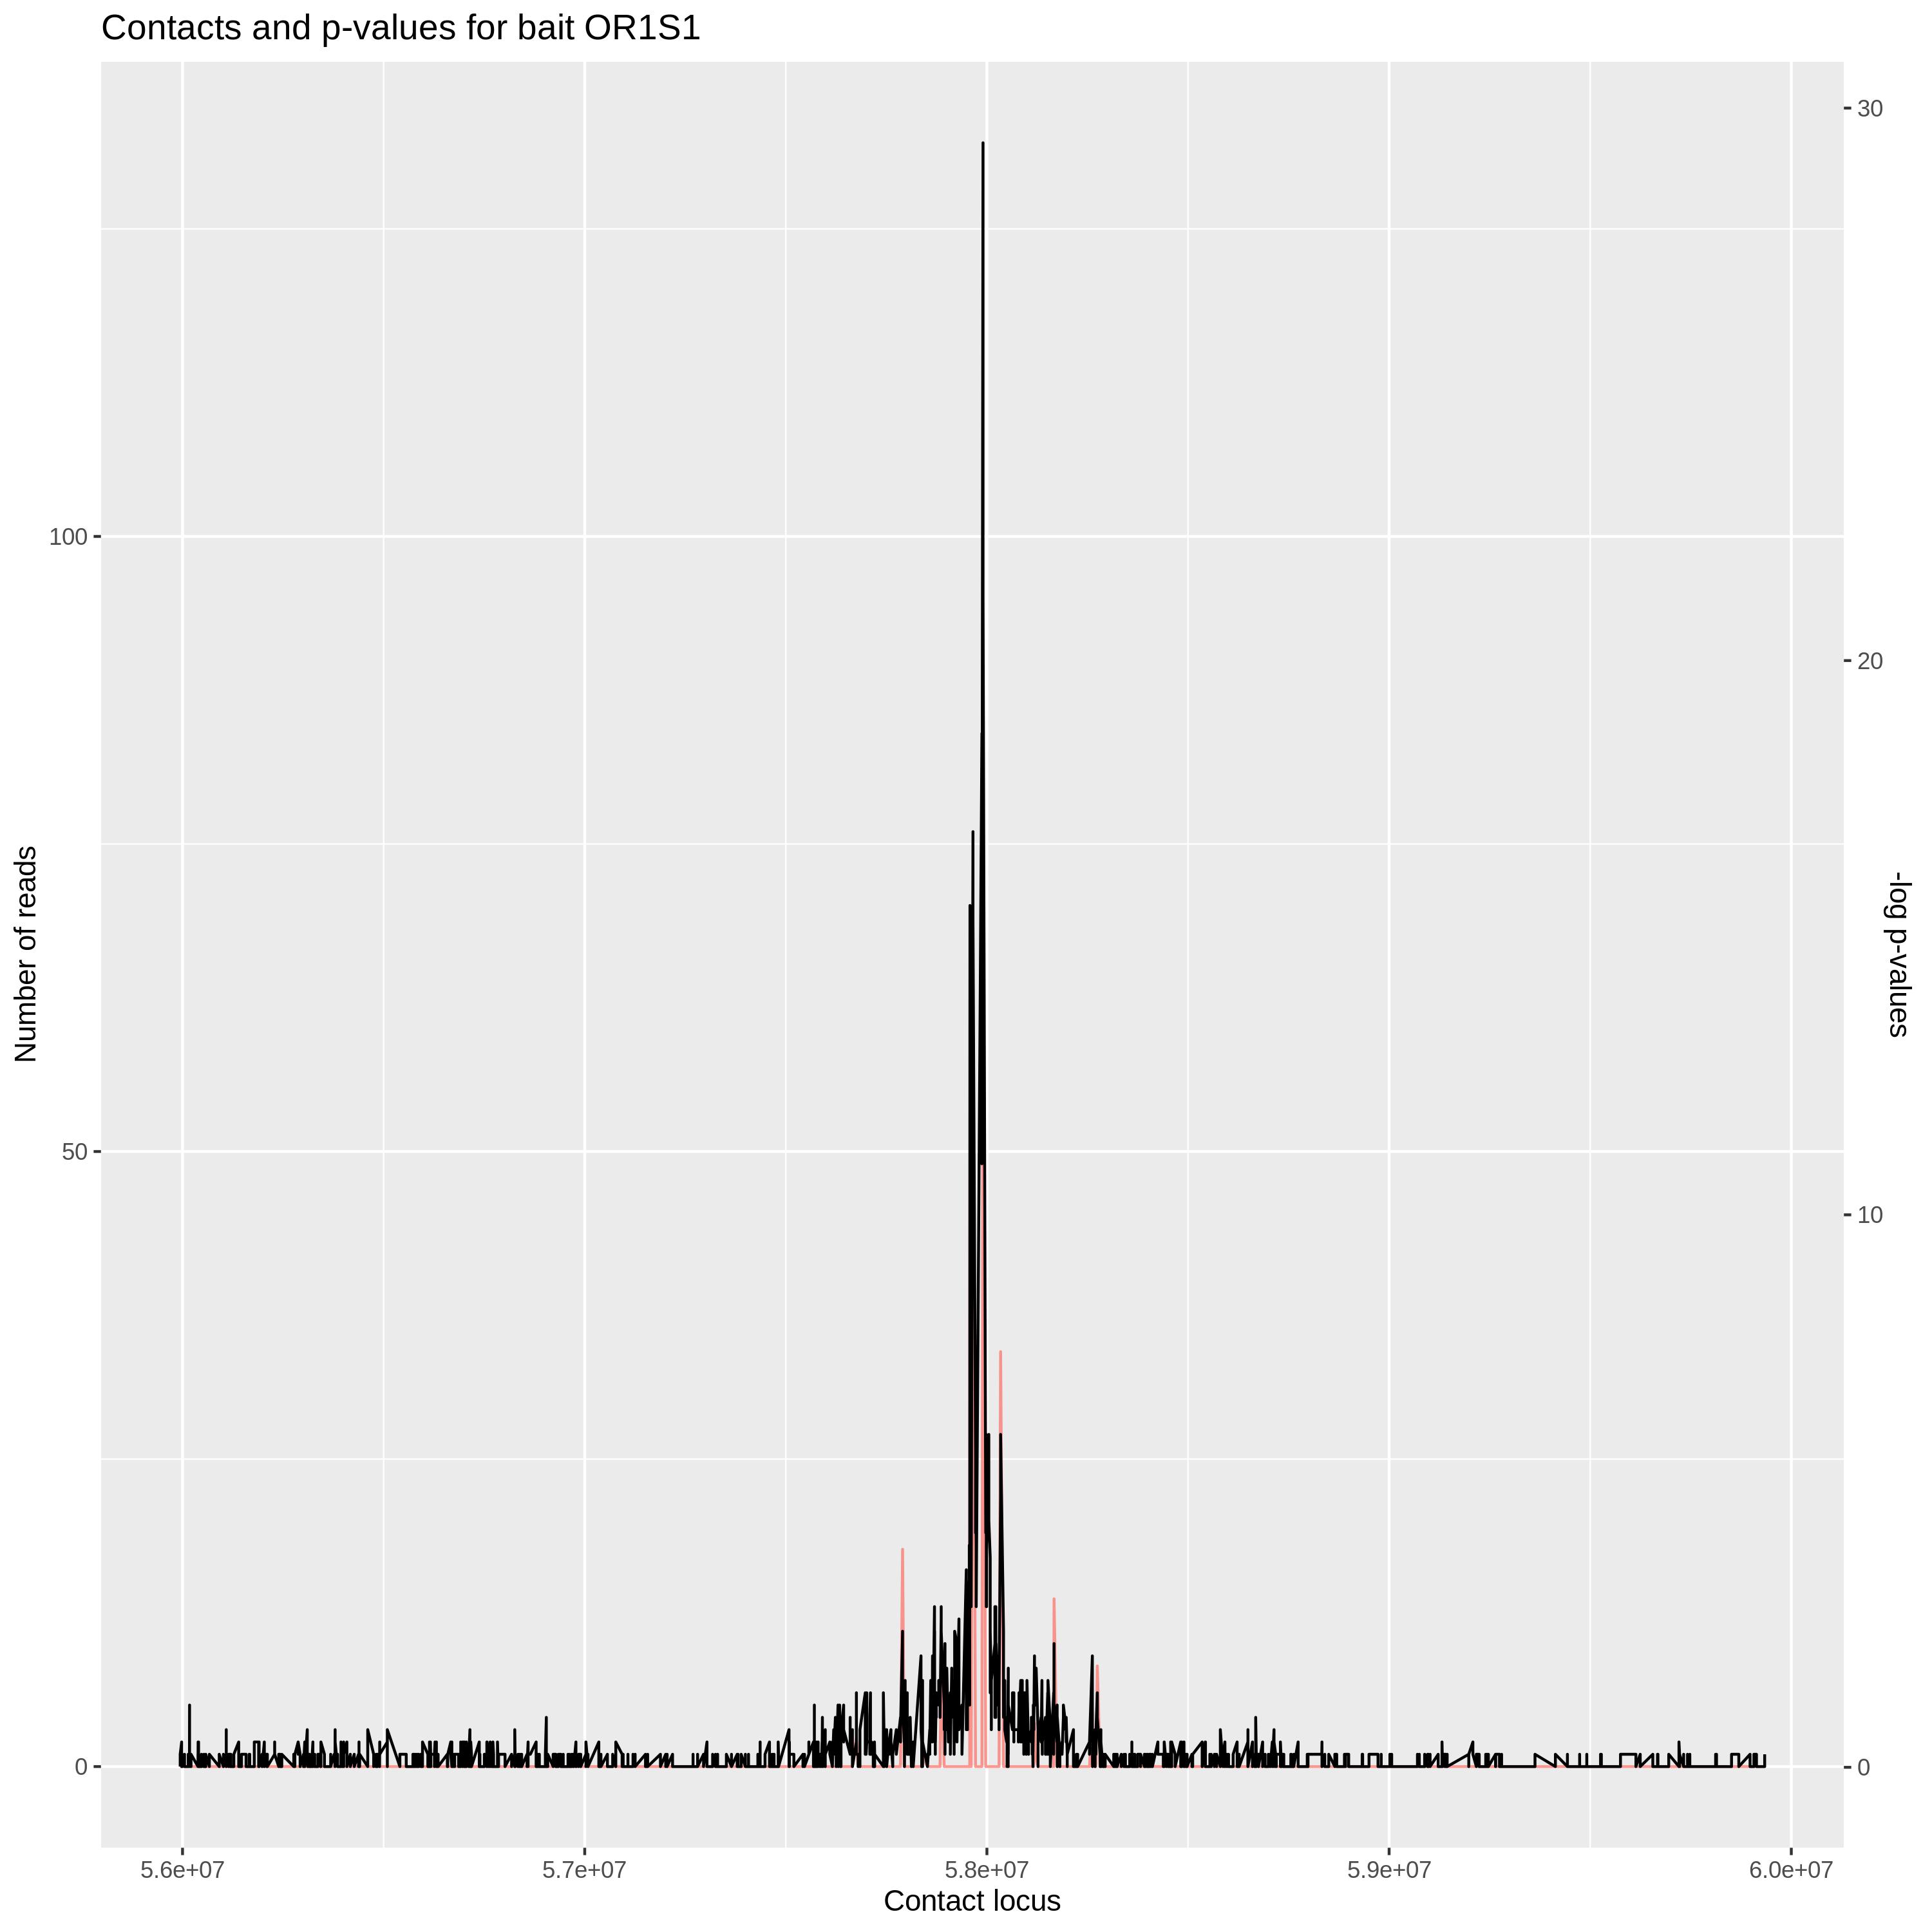 Contacts and p-values for bait OR1S1
Number of reads
100
50
0
30
20
10
0
-log p-values
5.6e+07
5.7e+07
5.8e+07
5.9e+07
6.0e+07
Contact locus